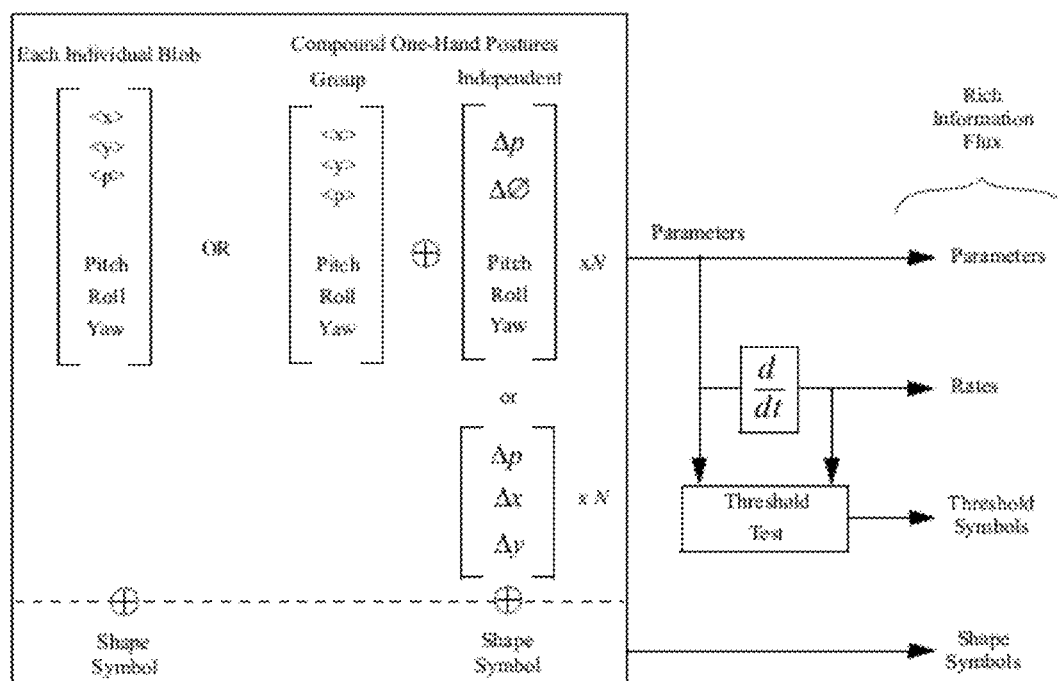 Each Individual Blob
<x>
<y>
<p>
Pitch
Roll
Yaw
OR
Compound One-Hand Postures
Group
<x>
<y>
<p>
Pitch
Roll
Yaw
⊕
Independent
Δp
Δ∅
Pitch
Roll
Yaw
xN
or
Δp
Δx
Δy
x N
⊕
Shape
Symbol
⊕
Shape
Symbol
Parameters
d
dt
Threshold
Test
Rich
Information
Flux
Parameters
Rates
Threshold
Symbols
Shape
Symbols